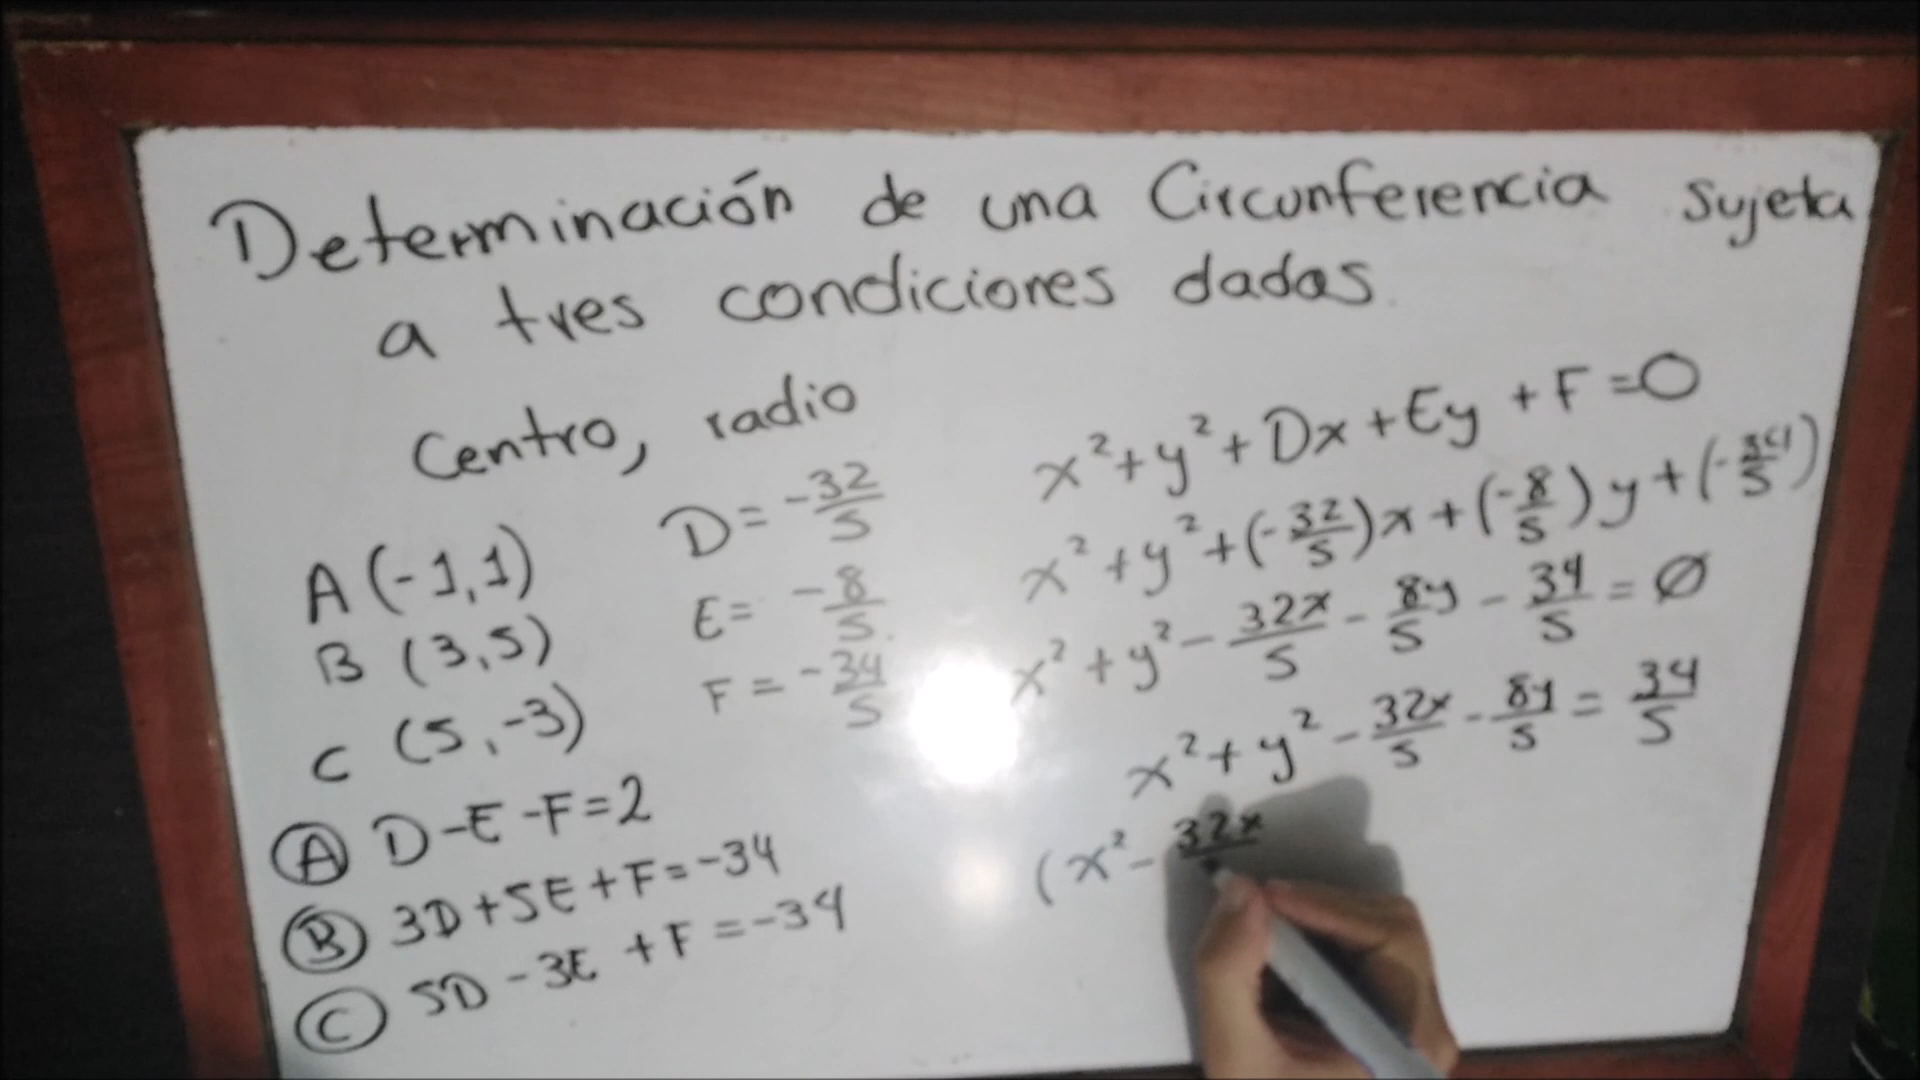 Determinación de una Circunferencia sujeta
a tres condiciones dadas.
Centro, radio
A (-1,1)
B (3,5)
C (5,-3)
Ⓐ D-E-F=2
Ⓑ 3D+5E+F=-34
Ⓒ 5D-3E+F=-34
D= -32/5
E= -8/5.
F= -34/5
x²+y²+Dx+Ey+F=0
x²+y²+(-32/5)x+(-8/5)y+(-34/5)
x²+y²-32x/5-8y/5-34/5=Ø
x²+y²-32x/5-8y/5=34/5
(x²-32x